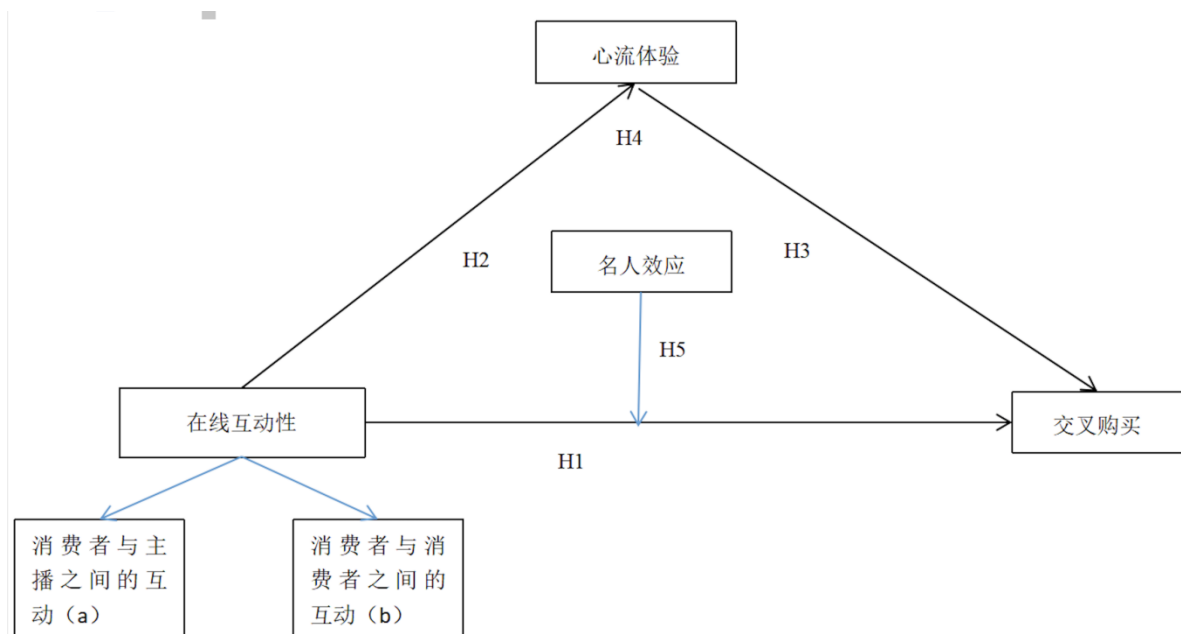 心流体验
H4
H2
名人效应
H3
H5
在线互动性
交叉购买
H1
消费者与主
播之间的互
动（a）
消费者与消
费者之间的
互动（b）